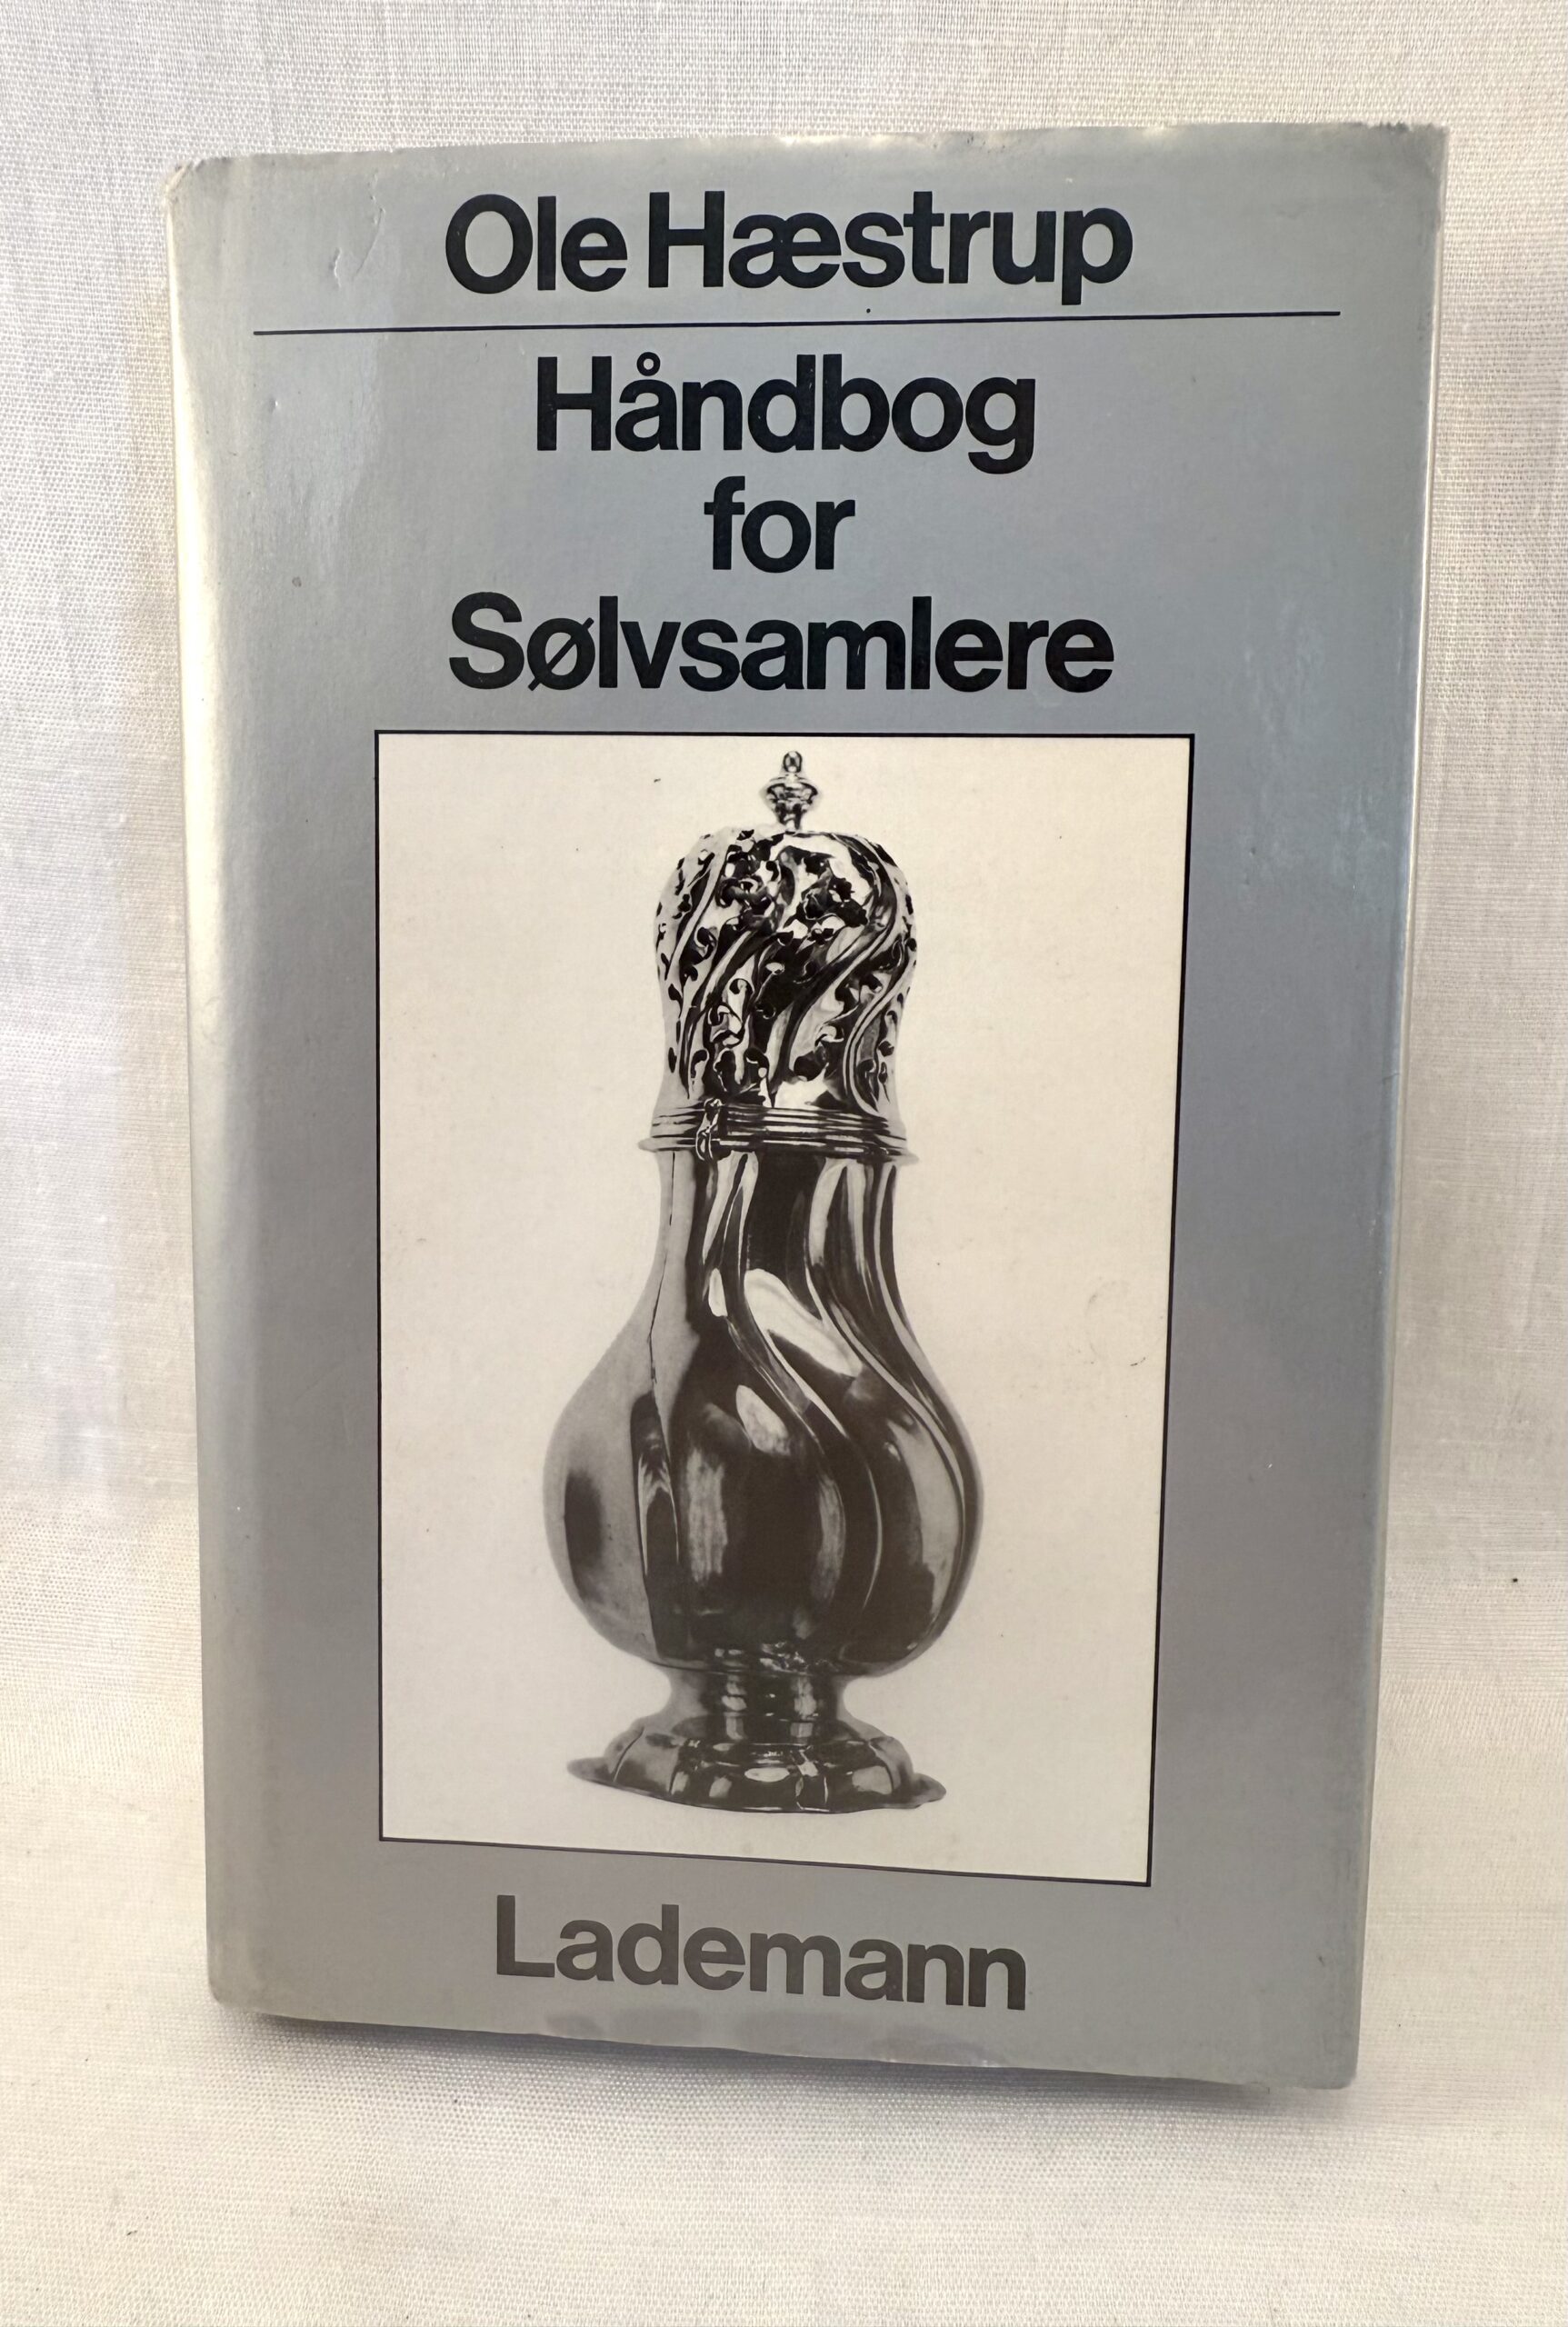 Ole Hæstrup
Håndbog
for
Sølvsamlere
Lademann